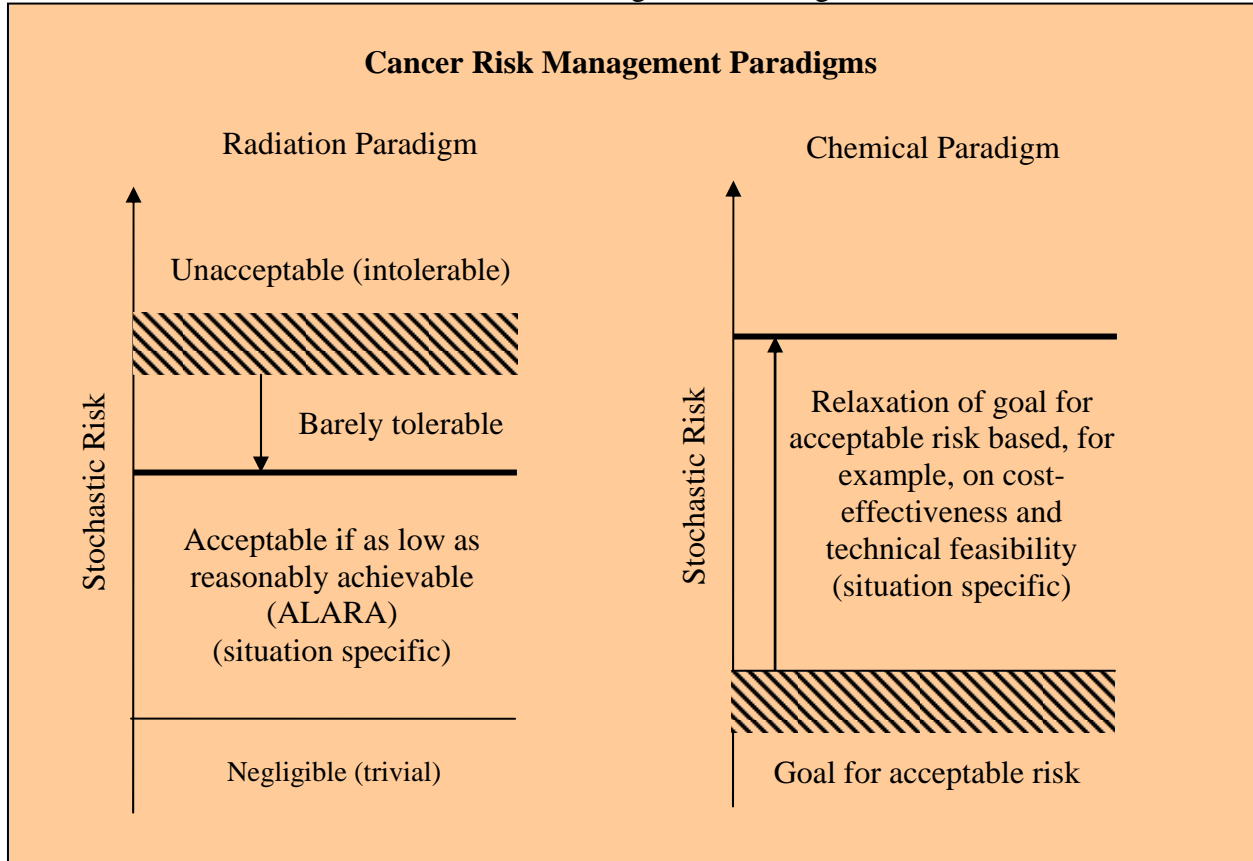 Cancer Risk Management Paradigms
Radiation Paradigm
Unacceptable (intolerable)
Barely tolerable
Acceptable if as low as
reasonably achievable
(ALARA)
(situation specific)
Negligible (trivial)
Stochastic Risk
Chemical Paradigm
Relaxation of goal for
acceptable risk based, for
example, on cost-
effectiveness and
technical feasibility
(situation specific)
Goal for acceptable risk
Stochastic Risk